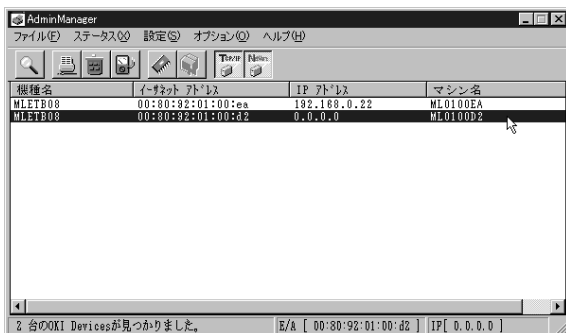 AdminManager
ファイル(F) ステータス(X) 設定(S) オプション(O) ヘルプ(H)
TCP/IP
機種名 イーサネット アドレス IP アドレス マシン名
MLETB08 00:80:92:01:00:ea 192.168.0.22 ML0100EA
MLETB08 00:80:92:01:00:d2 0.0.0.0 ML0100D2
2 台のOKI Devicesが見つかりました。 E/A [ 00:80:92:01:00:d2 ] IP[ 0.0.0.0 ]